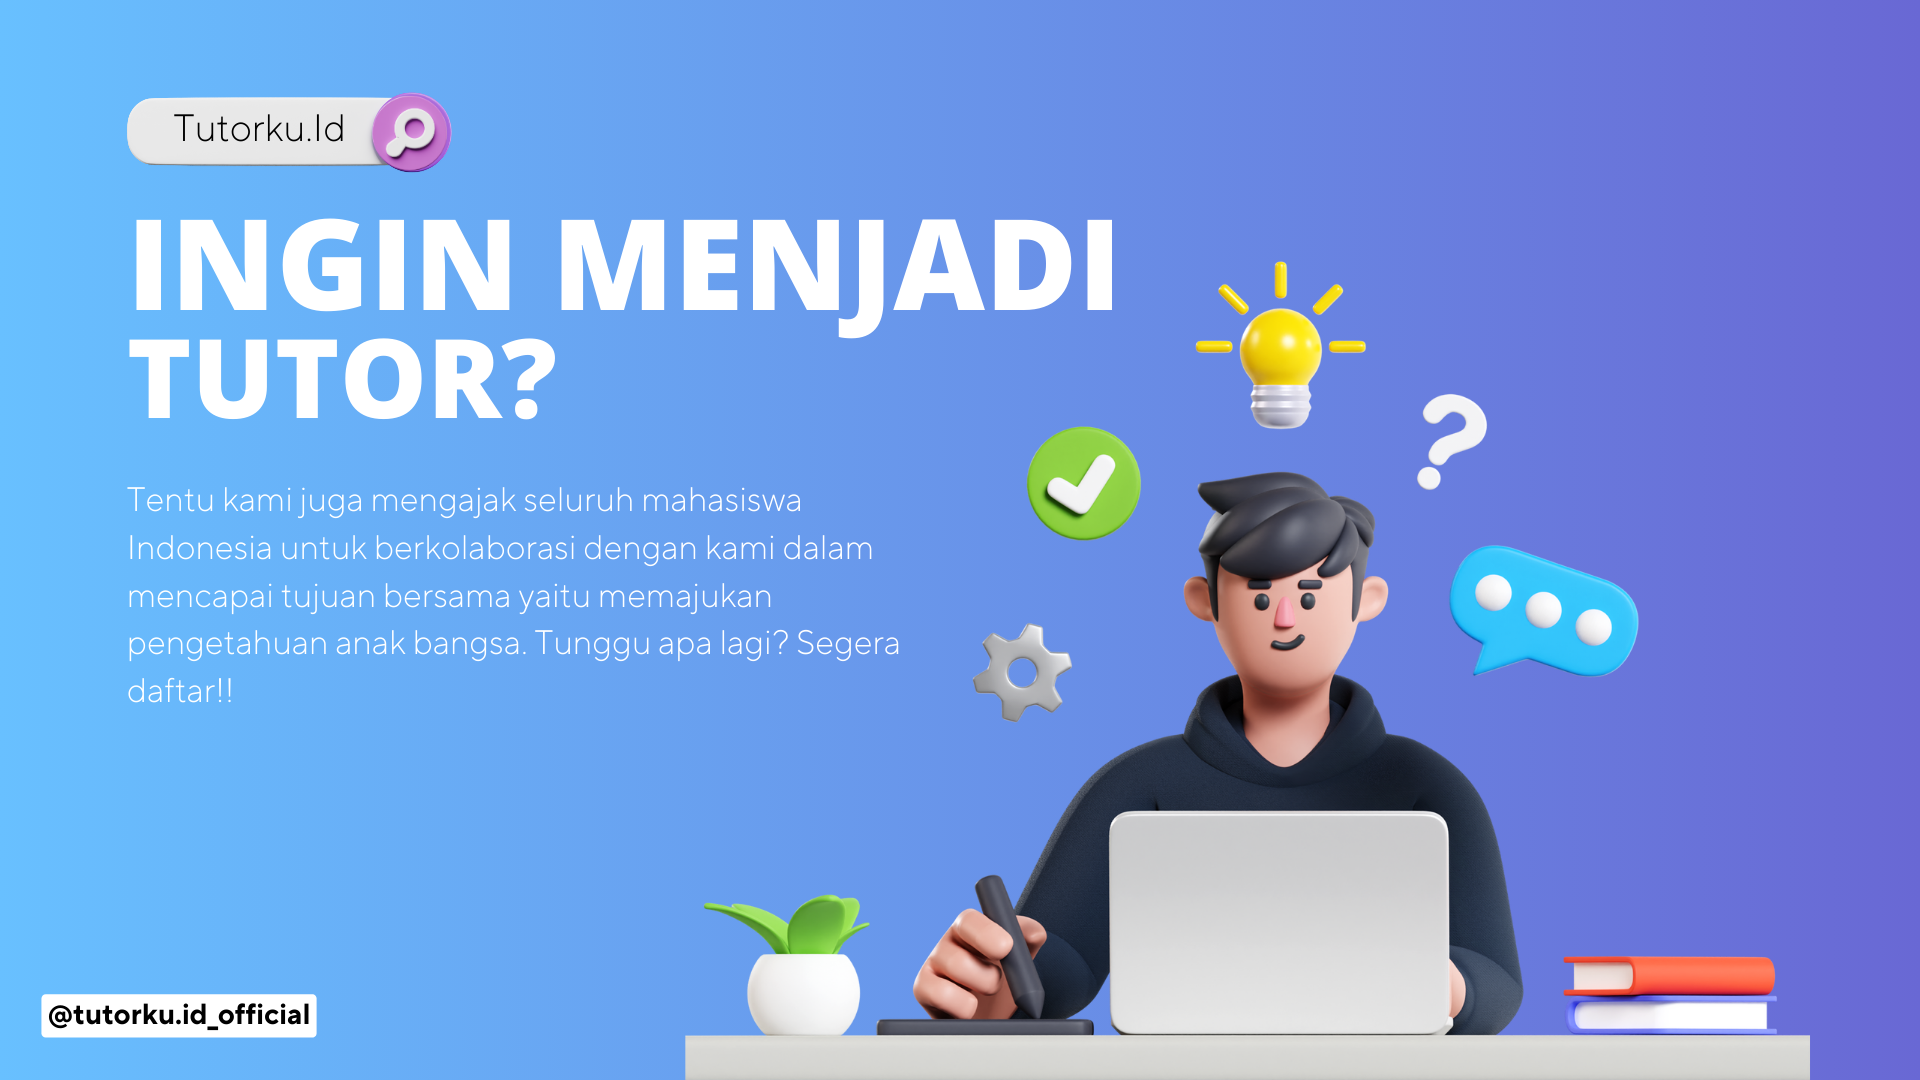 Tutorku.Id
INGIN MENJADI
TUTOR?
Tentu kami juga mengajak seluruh mahasiswa
Indonesia untuk berkolaborasi dengan kami dalam
mencapai tujuan bersama yaitu memajukan
pengetahuan anak bangsa. Tunggu apa lagi? Segera
daftar!!
@tutorku.id_official